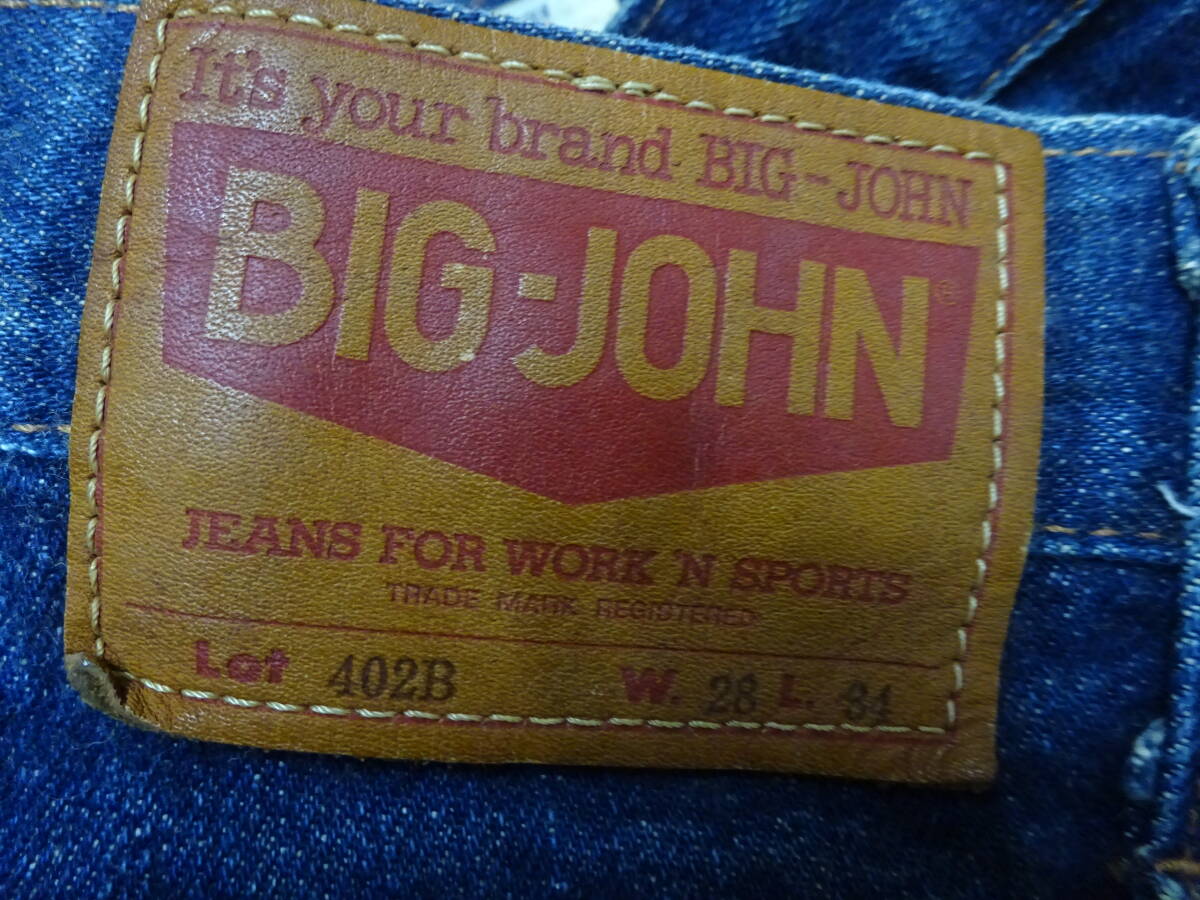 It's your brand BIG-JOHN
BIG-JOHN®
JEANS FOR WORK 'N SPORTS
TRADE MARK REGISTERED
Lot 402B W. 28 L. 34